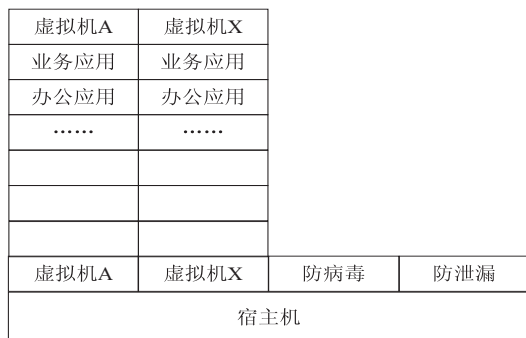 虚拟机A 虚拟机X
业务应用 业务应用
办公应用 办公应用
…… ……
虚拟机A 虚拟机X 防病毒 防泄漏
宿主机